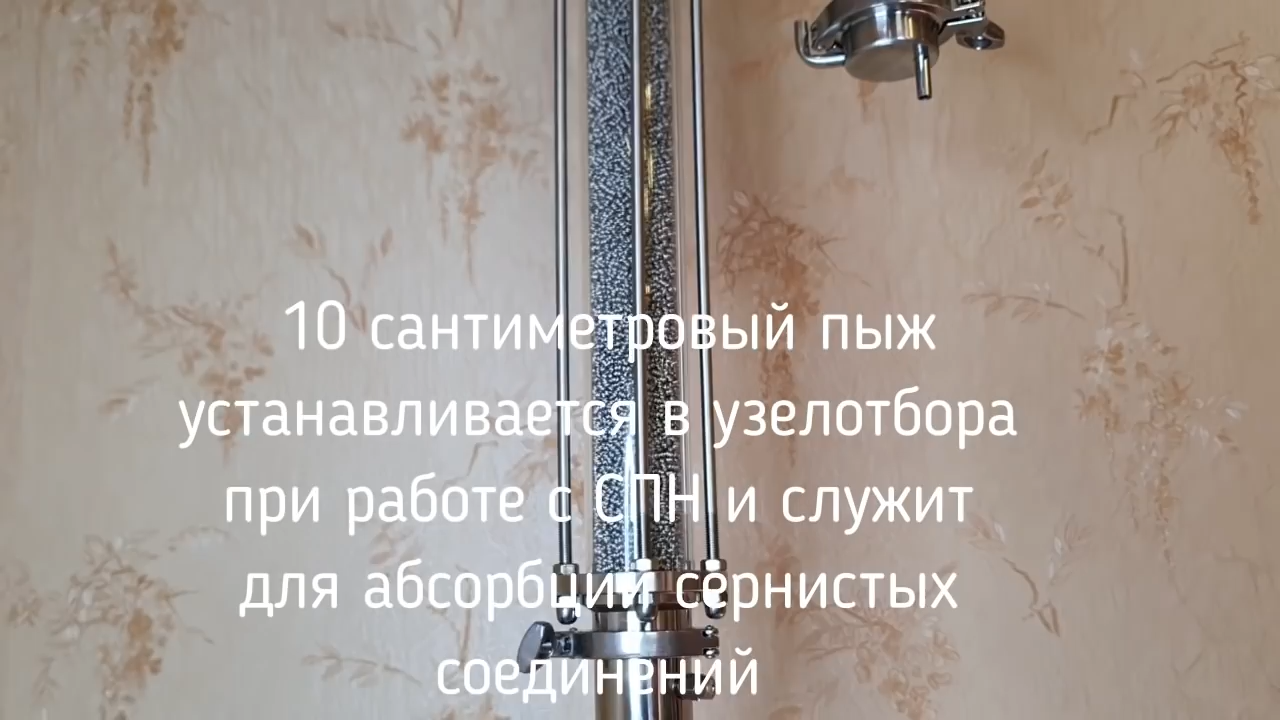 10 сантиметровый пыж
устанавливается в узелотбора
при работе с СПН и служит
для абсорбции сернистых
соединений